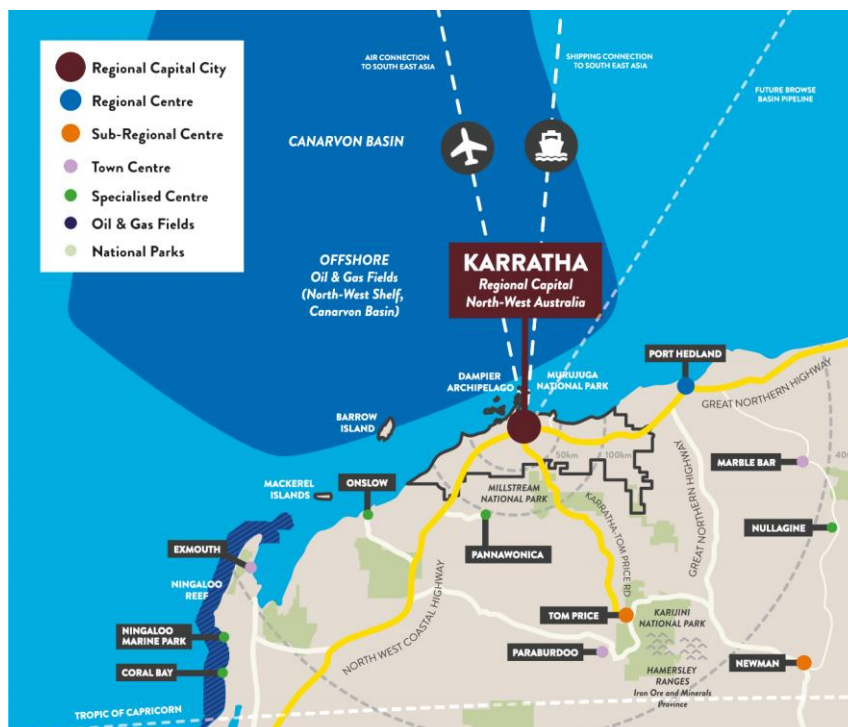 Regional Capital City
Regional Centre
Sub-Regional Centre
Town Centre
Specialised Centre
Oil & Gas Fields
National Parks
AIR CONNECTION
TO SOUTH EAST ASIA
SHIPPING CONNECTION
TO SOUTH EAST ASIA
FUTURE BROWSE
BASIN PIPELINE
CANARVON BASIN
OFFSHORE
Oil & Gas Fields
(North-West Shelf,
Canarvon Basin)
KARRATHA
Regional Capital
North-West Australia
PORT HEDLAND
DAMPIER
ARCHIPELAGO
MURUJUGA
NATIONAL PARK
GREAT NORTHERN HIGHWAY
BARROW
ISLAND
50km
100km
400
MARBLE BAR
MACKEREL
ISLANDS
ONSLOW
MILLSTREAM
NATIONAL PARK
KARRATHA-TOM PRICE RD
GREAT NORTHERN HIGHWAY
NULLAGINE
EXMOUTH
PANNAWONICA
NINGALOO
REEF
NORTH WEST COASTAL HIGHWAY
TOM PRICE
KARIJINI
NATIONAL PARK
NINGALOO
MARINE PARK
PARABURDOO
HAMERSLEY
RANGES
Iron Ore and Minerals
Province
NEWMAN
CORAL BAY
TROPIC OF CAPRICORN